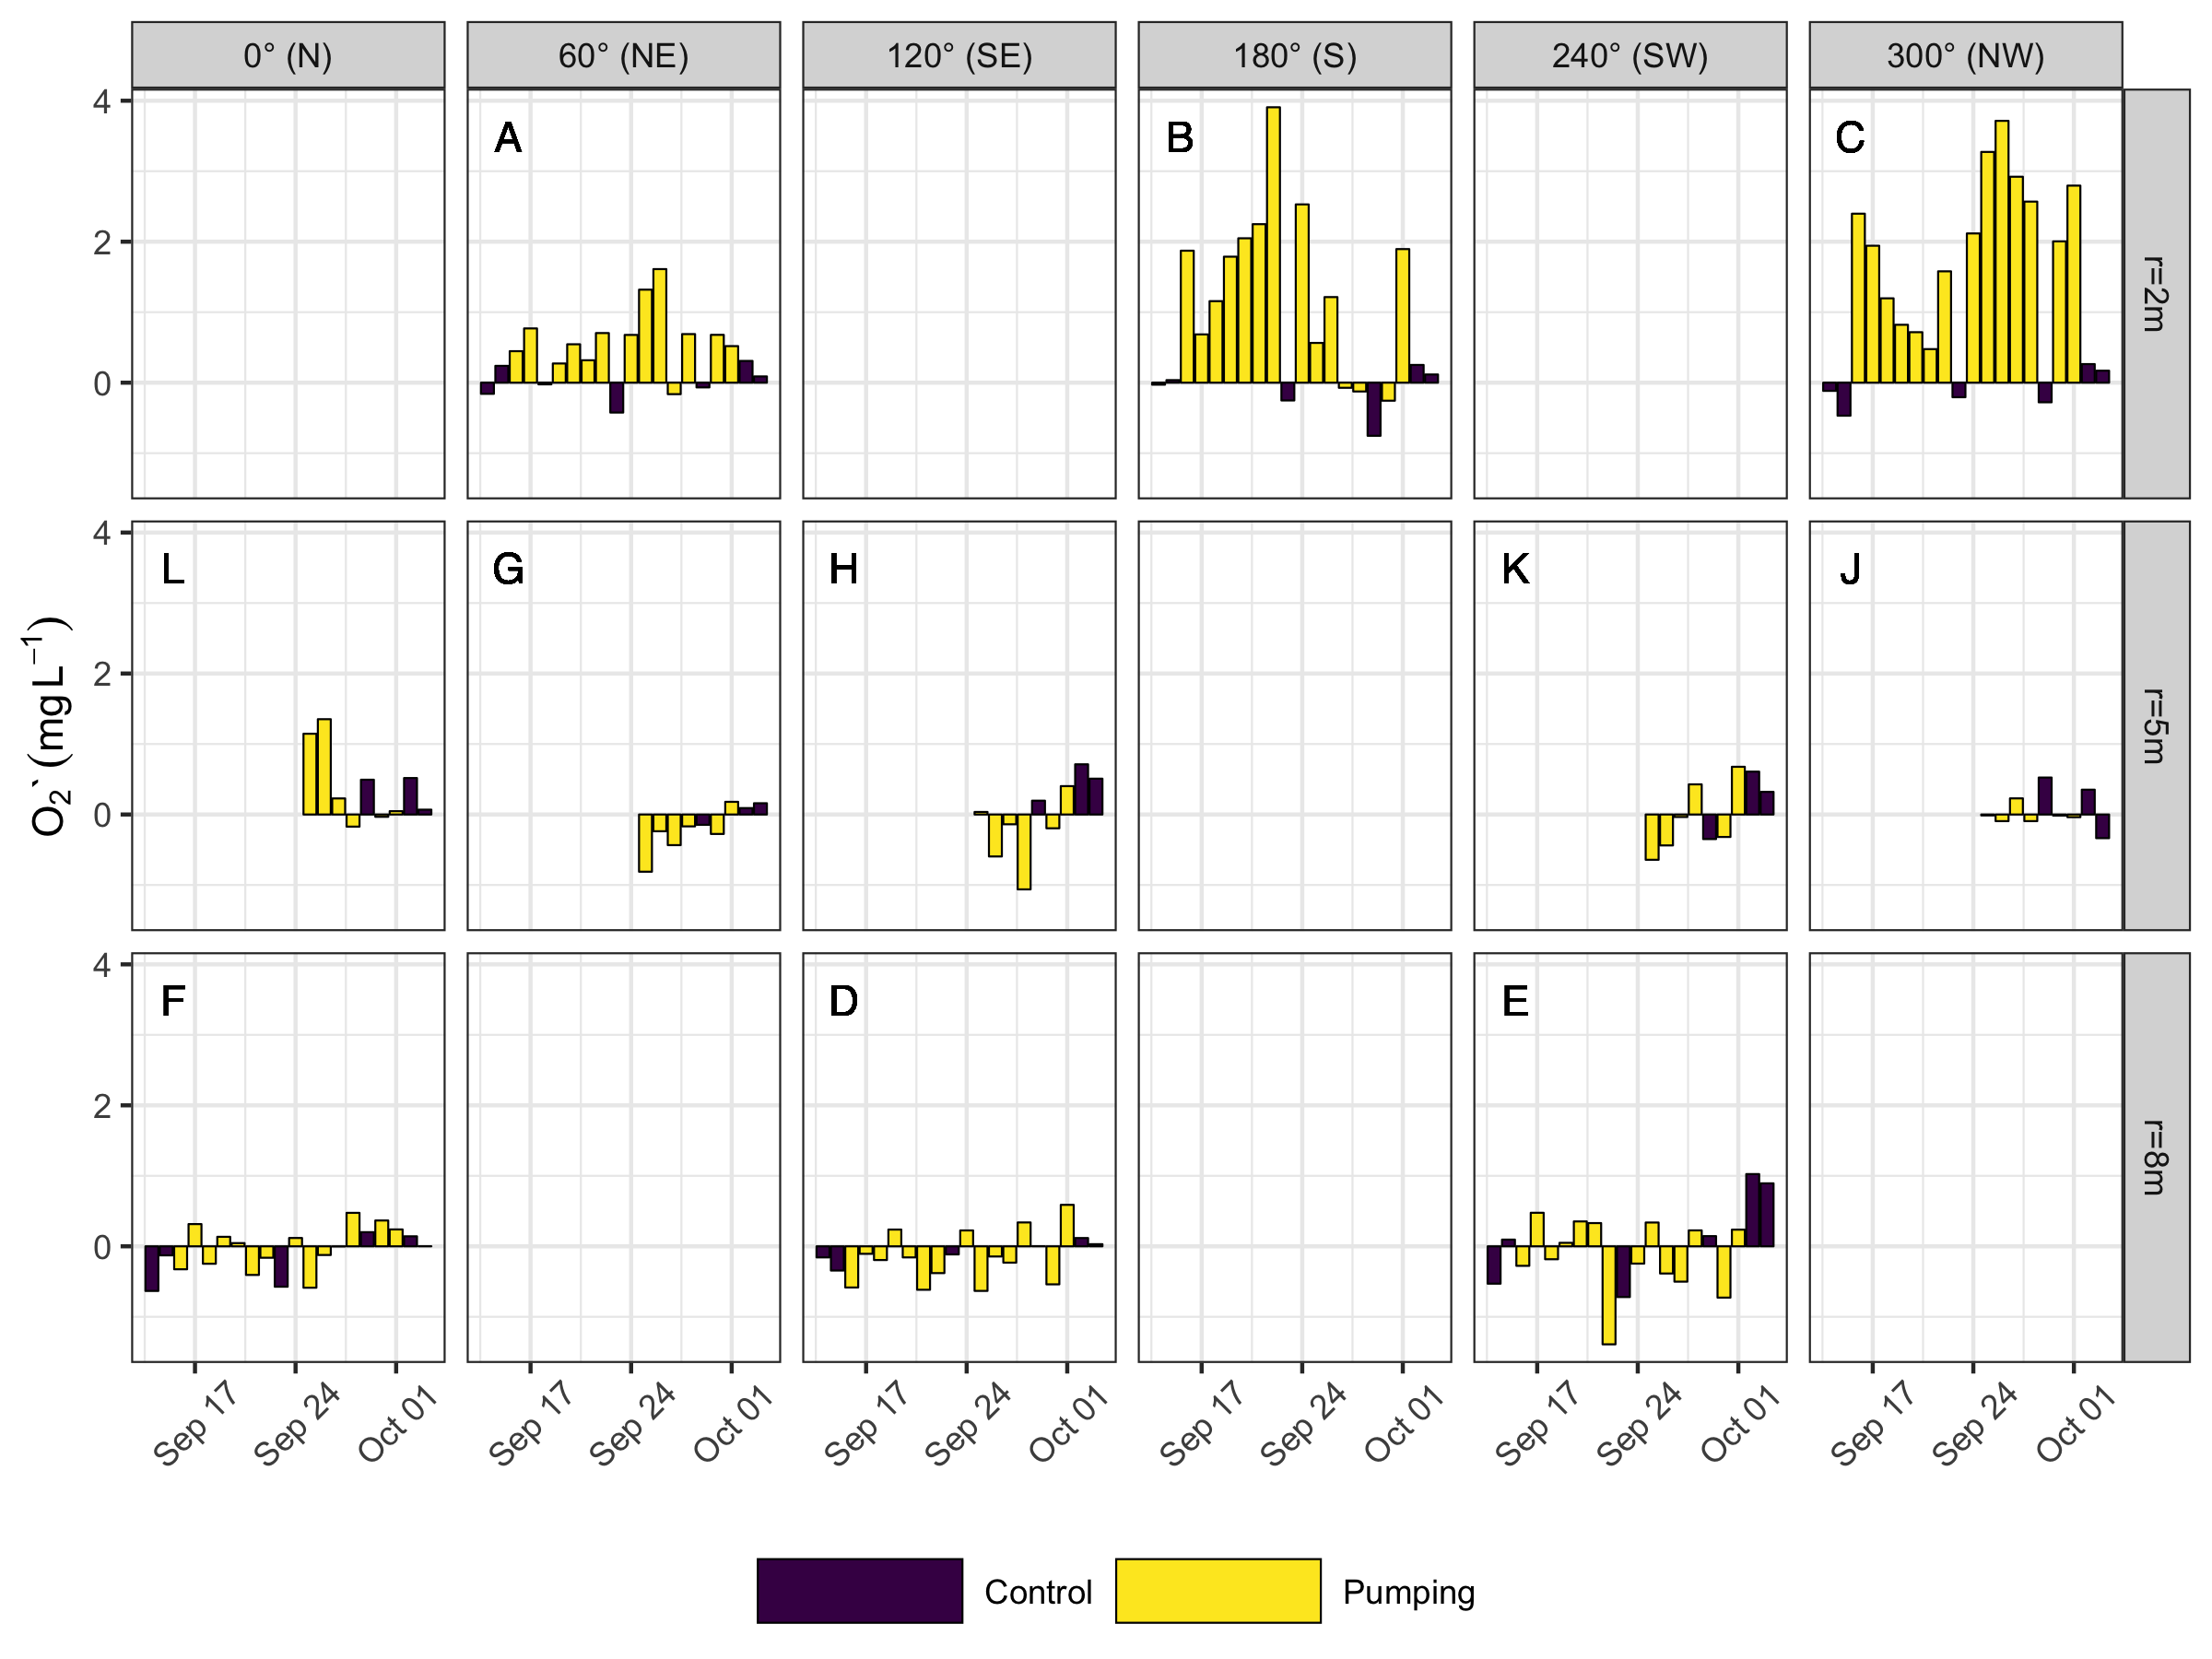 0° (N) 60° (NE) 120° (SE) 180° (S) 240° (SW) 300° (NW)
4
2
0
A
B
C
r=2m
4
2
0
L
G
H
K
J
r=5m
O₂` (mg L⁻¹)
4
2
0
F
D
E
r=8m
Sep 17 Sep 24 Oct 01 Sep 17 Sep 24 Oct 01 Sep 17 Sep 24 Oct 01 Sep 17 Sep 24 Oct 01 Sep 17 Sep 24 Oct 01 Sep 17 Sep 24 Oct 01
Control Pumping